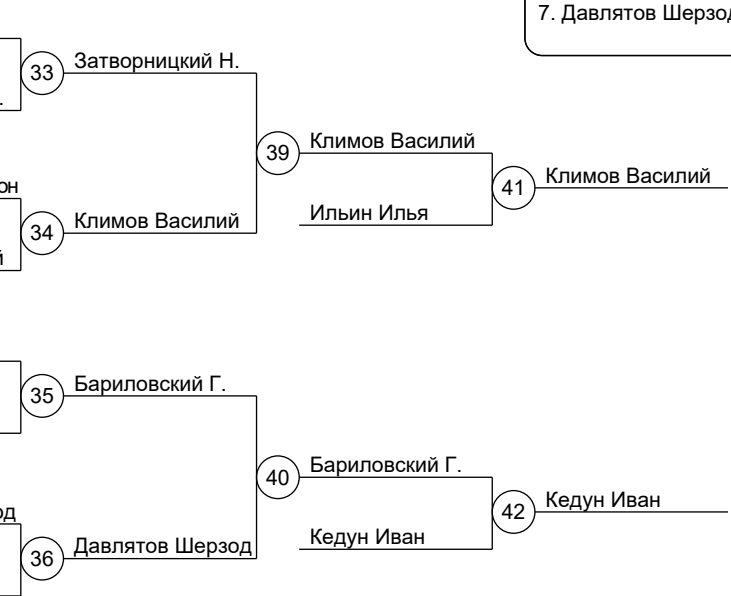 7. Давлятов Шерзод
33 Затворницкий Н.
39 Климов Василий
41 Климов Василий
34 Климов Василий
Ильин Илья
35 Бариловский Г.
40 Бариловский Г.
42 Кедун Иван
36 Давлятов Шерзод
Кедун Иван